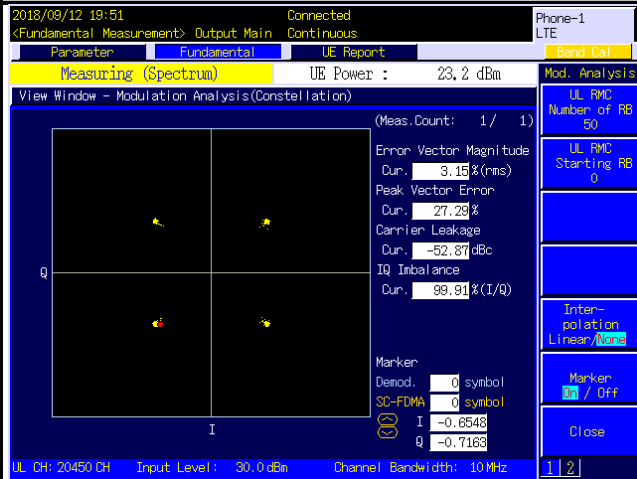 2018/09/12 19:51 Connected Phone-1
<Fundamental Measurement> Output Main Continuous LTE
Parameter Fundamental UE Report Band Cal.
Measuring (Spectrum) UE Power : 23.2 dBm Mod. Analysis
View Window - Modulation Analysis(Constellation)
UL RMC
Number of RB
50
(Meas.Count: 1/ 1)
Error Vector Magnitude
Cur. 3.15 %(rms)
Peak Vector Error
Cur. 27.29 %
Carrier Leakage
Cur. -52.87 dBc
IQ Imbalance
Cur. 99.91 %(I/Q)
UL RMC
Starting RB
0
Q
I
Marker
Demod. 0 symbol
SC-FDMA 0 symbol
I -0.6548
Q -0.7163
Inter-
polation
Linear/None
Marker
On / Off
Close
UL CH: 20450 CH Input Level: 30.0 dBm Channel Bandwidth: 10 MHz 1 2